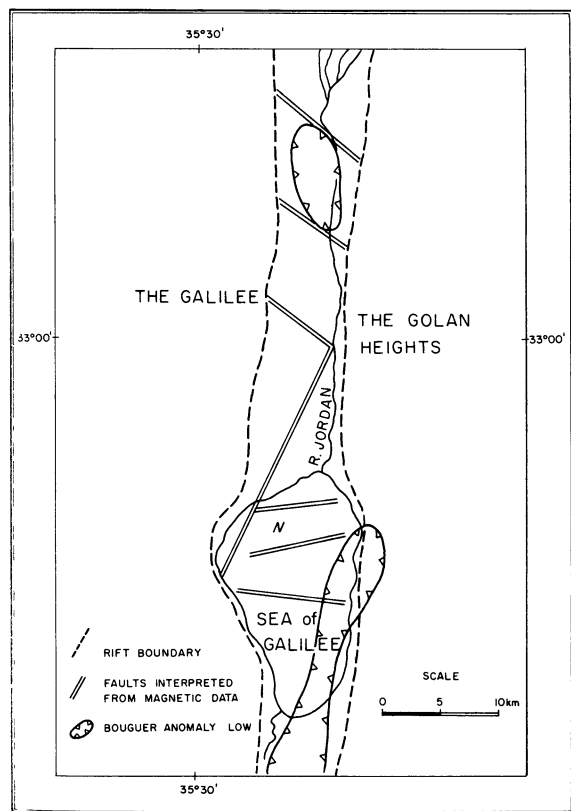 35°30'
THE GALILEE
THE GOLAN
HEIGHTS
33°00'
33°00'
R. JORDAN
N
SEA of
GALILEE
RIFT BOUNDARY
FAULTS INTERPRETED
FROM MAGNETIC DATA
BOUGUER ANOMALY LOW
SCALE
0 5 10km
35°30'